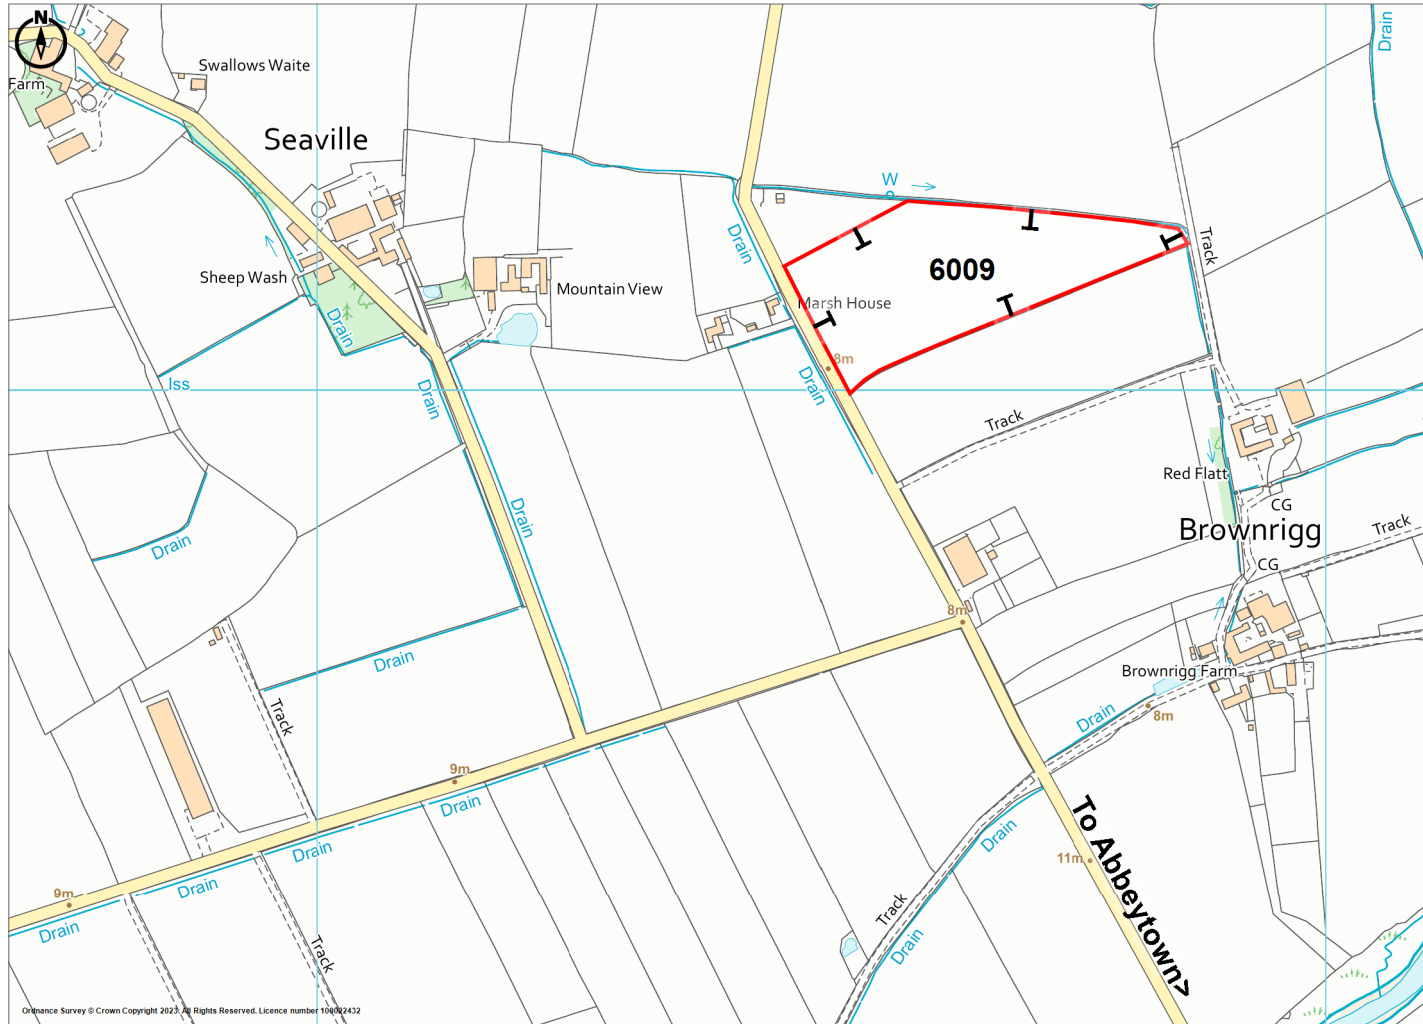 N
Drain
Swallows Waite
Farm
Seaville
W
Drain
Track
Sheep Wash
6009
Mountain View
Marsh House
Drain
8m
Iss
Drain
Drain
Track
Red Flatt
CG
Drain
Brownrigg
Track
Drain
CG
8m
Drain
Brownrigg Farm
Track
Drain
8m
9m
Drain
To Abbeytown>
Drain
Drain
11m
Drain
9m
Track
Drain
Track
Drain
Ordnance Survey © Crown Copyright 2023. All Rights Reserved. Licence number 100022432